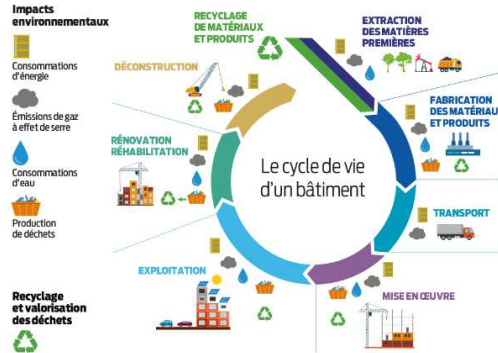 Impacts
environnementaux
Consommations
d'énergie
Émissions de gaz
à effet de serre
Consommations
d'eau
Production
de déchets
Recyclage
et valorisation
des déchets
RECYCLAGE
DE MATÉRIAUX
ET PRODUITS
EXTRACTION
DES MATIÈRES
PREMIÈRES
FABRICATION
DES MATÉRIAU
ET PRODUITS
TRANSPORT
MISE EN ŒUVRE
EXPLOITATION
RÉNOVATION
RÉHABILITATION
DÉCONSTRUCTION
Le cycle de vie
d'un bâtiment